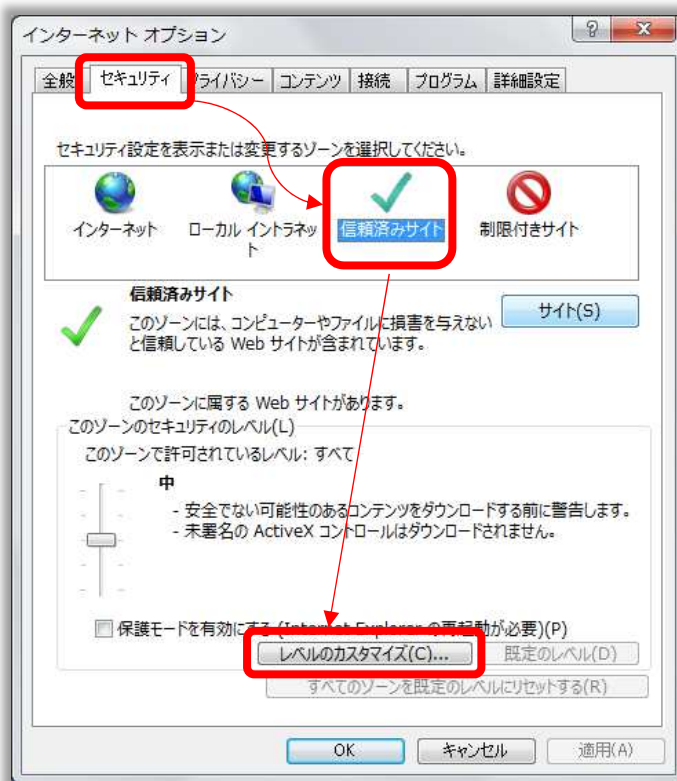 インターネット オプション
全般 セキュリティ プライバシー コンテンツ 接続 プログラム 詳細設定
セキュリティ設定を表示または変更するゾーンを選択してください。
インターネット
ローカル イントラネッ
ト
信頼済みサイト
制限付きサイト
信頼済みサイト
このゾーンには、コンピューターやファイルに損害を与えない
と信頼している Web サイトが含まれています。
サイト(S)
このゾーンに属する Web サイトがあります。
このゾーンのセキュリティのレベル(L)
このゾーンで許可されているレベル: すべて
中
- 安全でない可能性のあるコンテンツをダウンロードする前に警告します。
- 未署名の ActiveX コントロールはダウンロードされません。
保護モードを有効にする (Internet Explorer の再起動が必要)(P)
レベルのカスタマイズ(C)... 既定のレベル(D)
すべてのゾーンを既定のレベルにリセットする(R)
OK キャンセル 適用(A)